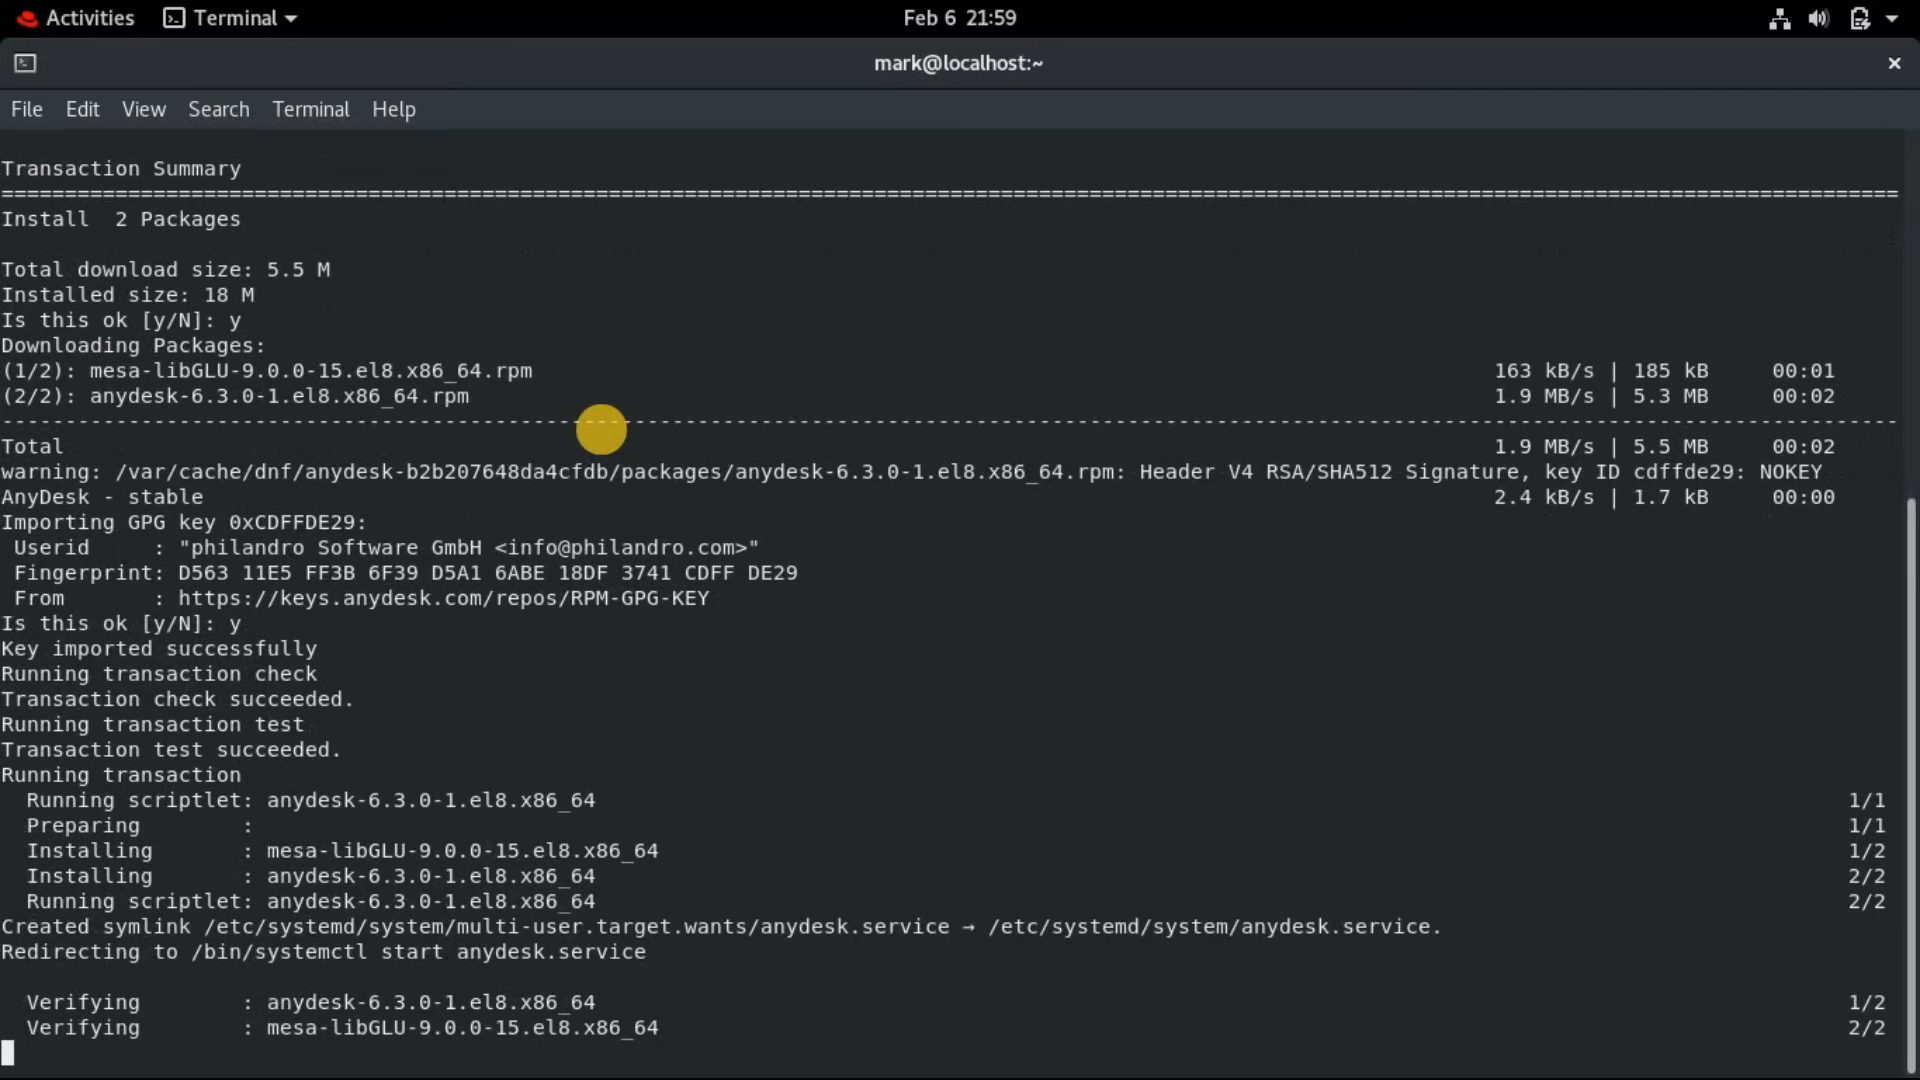 Activities Terminal Feb 6 21:59
mark@localhost:~
File Edit View Search Terminal Help
Transaction Summary
================================================================================================================================================
Install  2 Packages
Total download size: 5.5 M
Installed size: 18 M
Is this ok [y/N]: y
Downloading Packages:
(1/2): mesa-libGLU-9.0.0-15.el8.x86_64.rpm 163 kB/s | 185 kB 00:01
(2/2): anydesk-6.3.0-1.el8.x86_64.rpm 1.9 MB/s | 5.3 MB 00:02
------------------------------------------------------------------------------------------------------------------------------------------------
Total 1.9 MB/s | 5.5 MB 00:02
warning: /var/cache/dnf/anydesk-b2b207648da4cfdb/packages/anydesk-6.3.0-1.el8.x86_64.rpm: Header V4 RSA/SHA512 Signature, key ID cdffde29: NOKEY
AnyDesk - stable 2.4 kB/s | 1.7 kB 00:00
Importing GPG key 0xCDFFDE29:
 Userid     : "philandro Software GmbH <info@philandro.com>"
 Fingerprint: D563 11E5 FF3B 6F39 D5A1 6ABE 18DF 3741 CDFF DE29
 From       : https://keys.anydesk.com/repos/RPM-GPG-KEY
Is this ok [y/N]: y
Key imported successfully
Running transaction check
Transaction check succeeded.
Running transaction test
Transaction test succeeded.
Running transaction
  Running scriptlet: anydesk-6.3.0-1.el8.x86_64 1/1
  Preparing        : 1/1
  Installing       : mesa-libGLU-9.0.0-15.el8.x86_64 1/2
  Installing       : anydesk-6.3.0-1.el8.x86_64 2/2
  Running scriptlet: anydesk-6.3.0-1.el8.x86_64 2/2
Created symlink /etc/systemd/system/multi-user.target.wants/anydesk.service → /etc/systemd/system/anydesk.service.
Redirecting to /bin/systemctl start anydesk.service
  Verifying        : anydesk-6.3.0-1.el8.x86_64 1/2
  Verifying        : mesa-libGLU-9.0.0-15.el8.x86_64 2/2